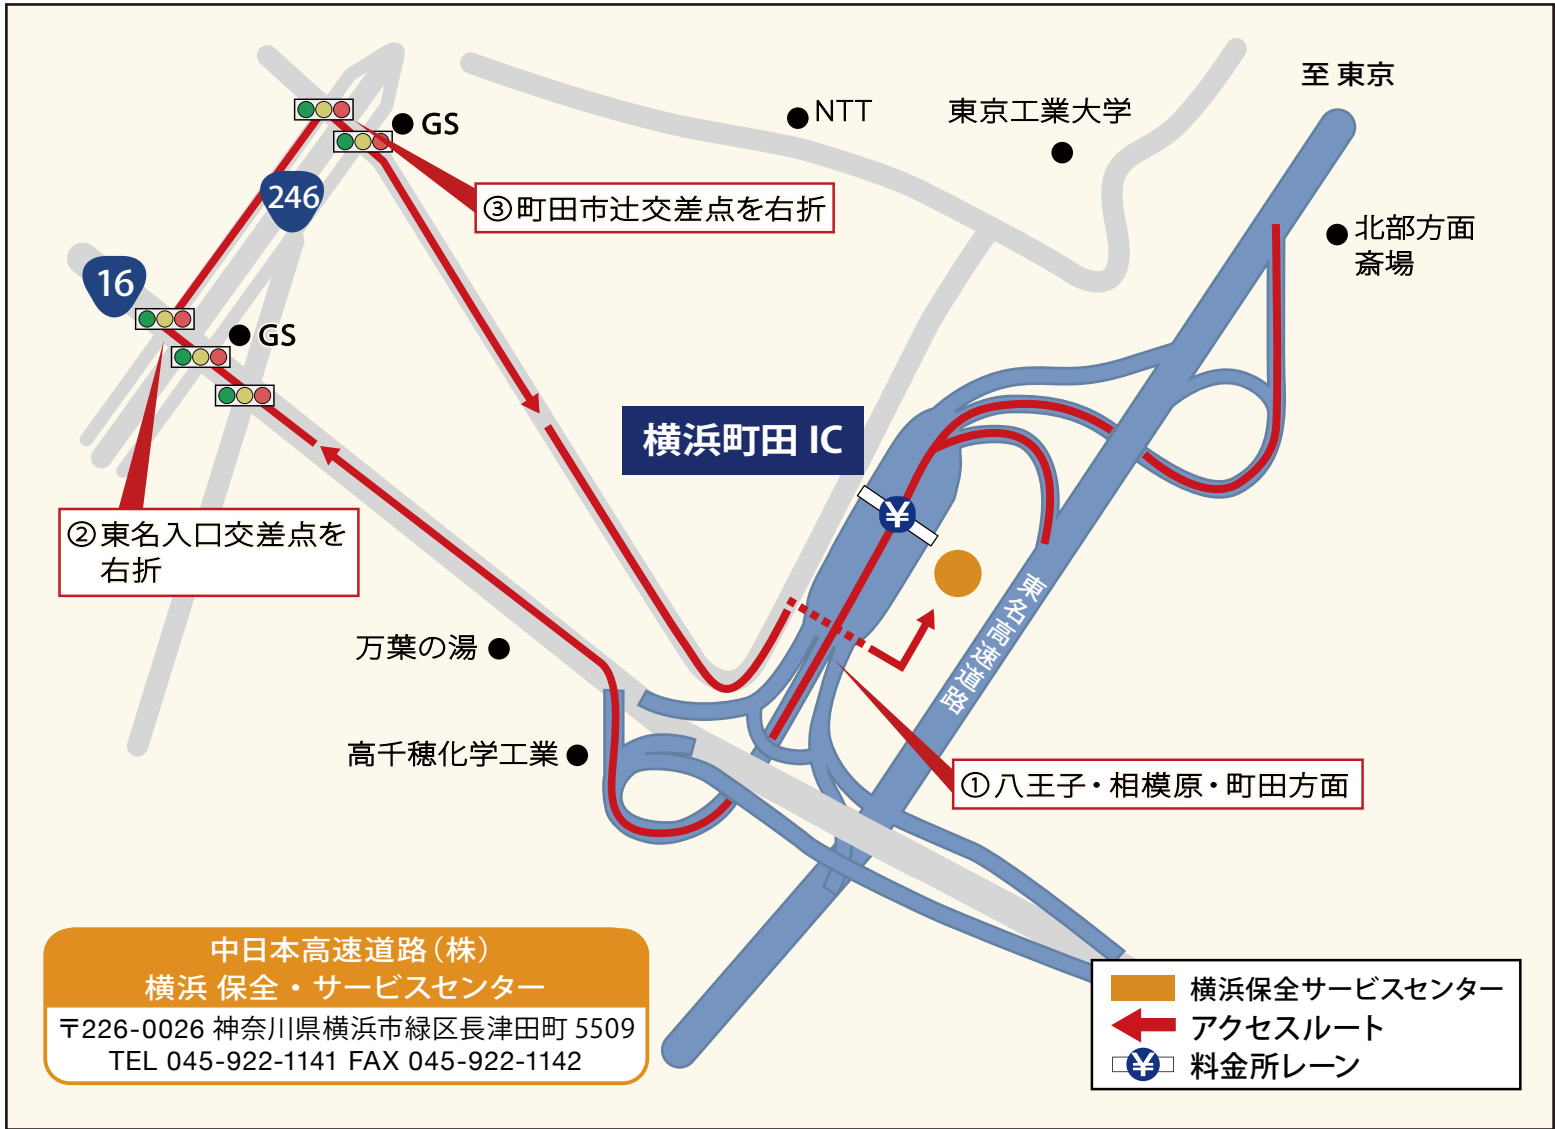 至 東京
GS
NTT
東京工業大学
246
③町田市辻交差点を右折
北部方面
斎場
16
GS
横浜町田 IC
¥
②東名入口交差点を
右折
東名高速道路
万葉の湯
高千穂化学工業
①八王子・相模原・町田方面
中日本高速道路（株）
横浜 保全・サービスセンター
〒226-0026 神奈川県横浜市緑区長津田町 5509
TEL 045-922-1141 FAX 045-922-1142
横浜保全サービスセンター
アクセスルート
¥ 料金所レーン